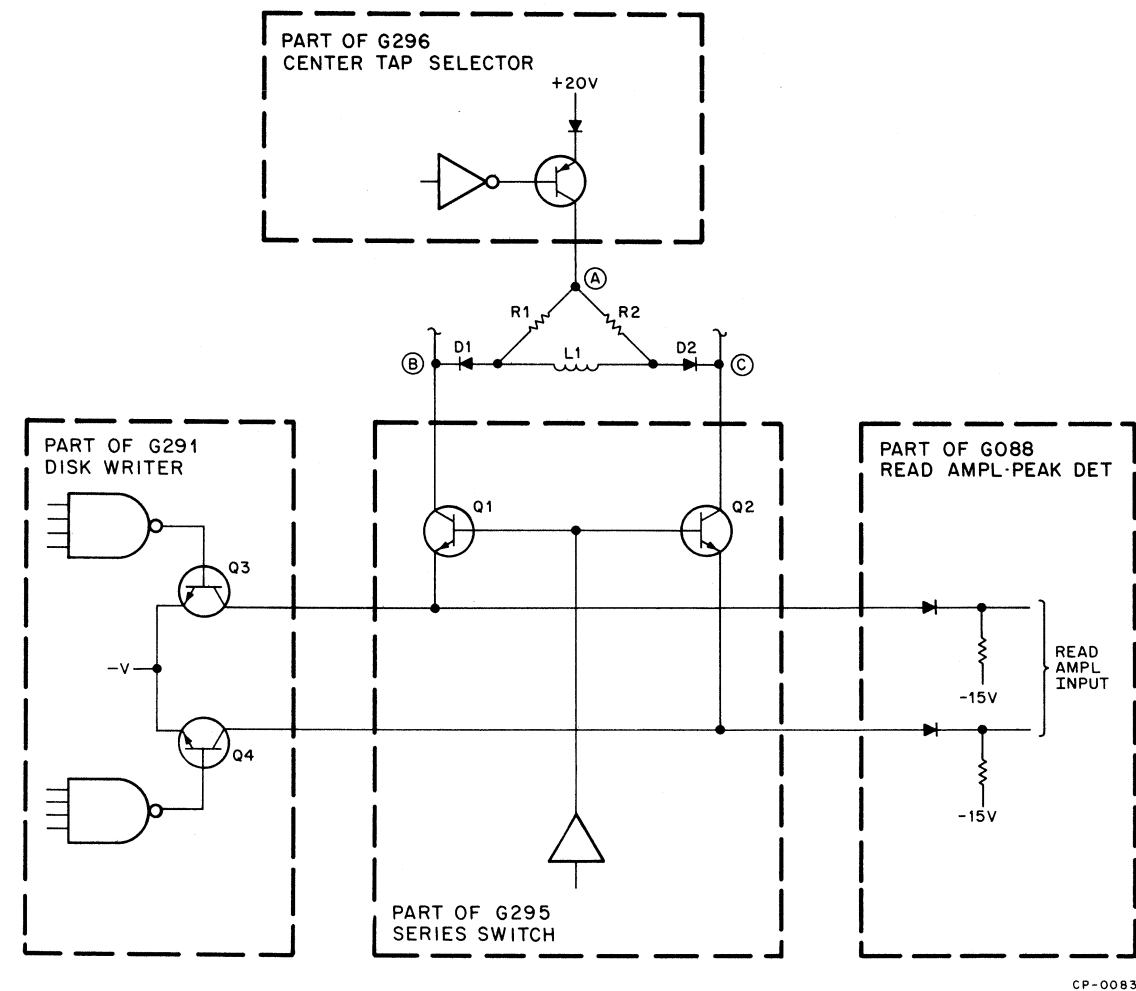 PART OF G296
CENTER TAP SELECTOR
+20V
A
R1
R2
B
D1
L1
D2
C
PART OF G291
DISK WRITER
Q3
-V
Q4
Q1
Q2
PART OF G295
SERIES SWITCH
PART OF G088
READ AMPL-PEAK DET
-15V
READ
AMPL
INPUT
-15V
CP-0083